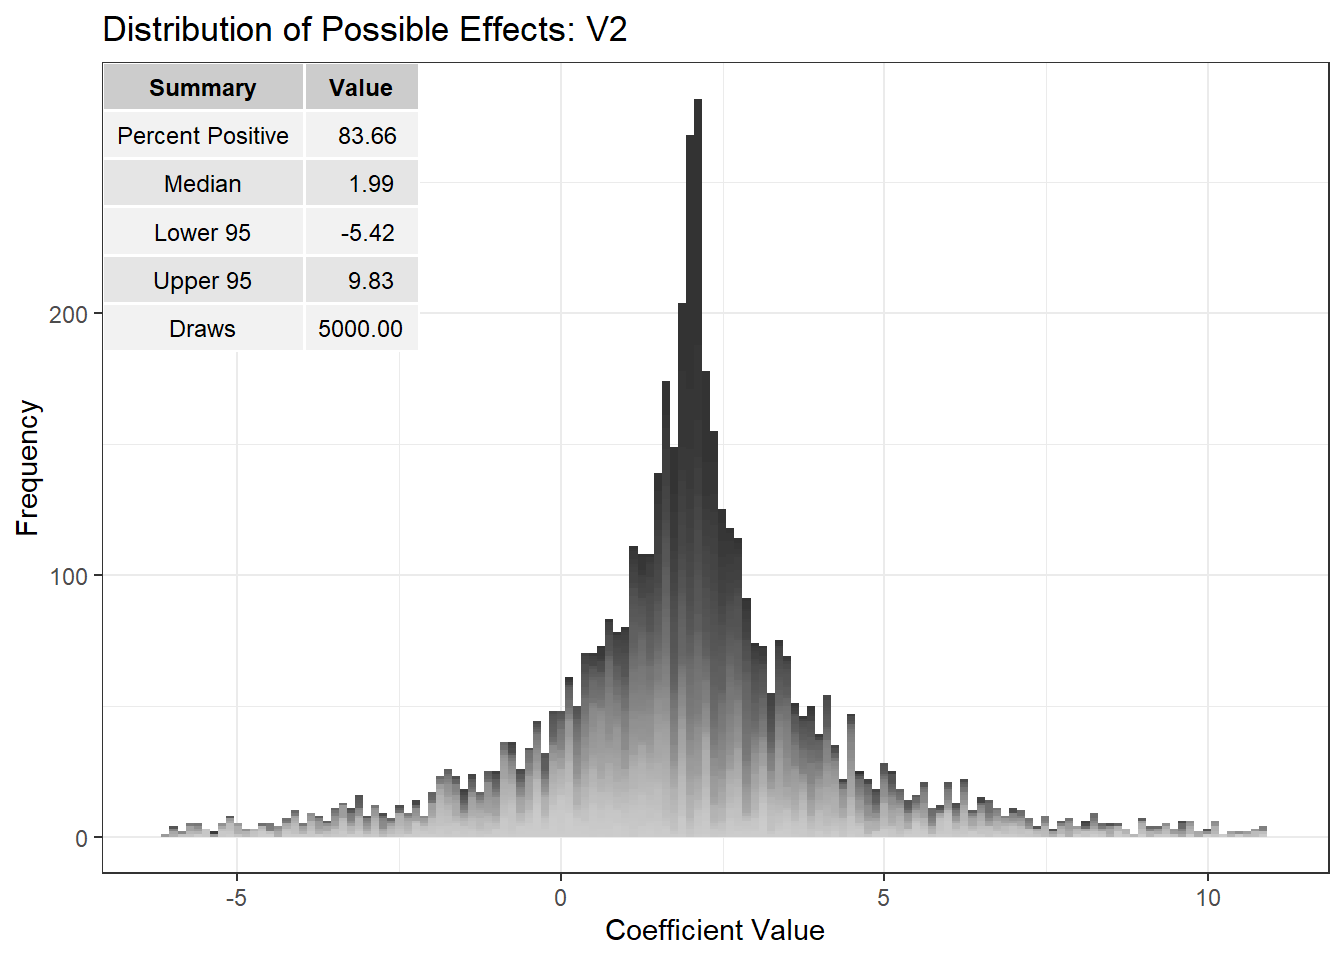 Distribution of Possible Effects: V2
Summary Value
Percent Positive 83.66
Median 1.99
Lower 95 -5.42
Upper 95 9.83
Draws 5000.00
200
100
0
Frequency
-5 0 5 10
Coefficient Value